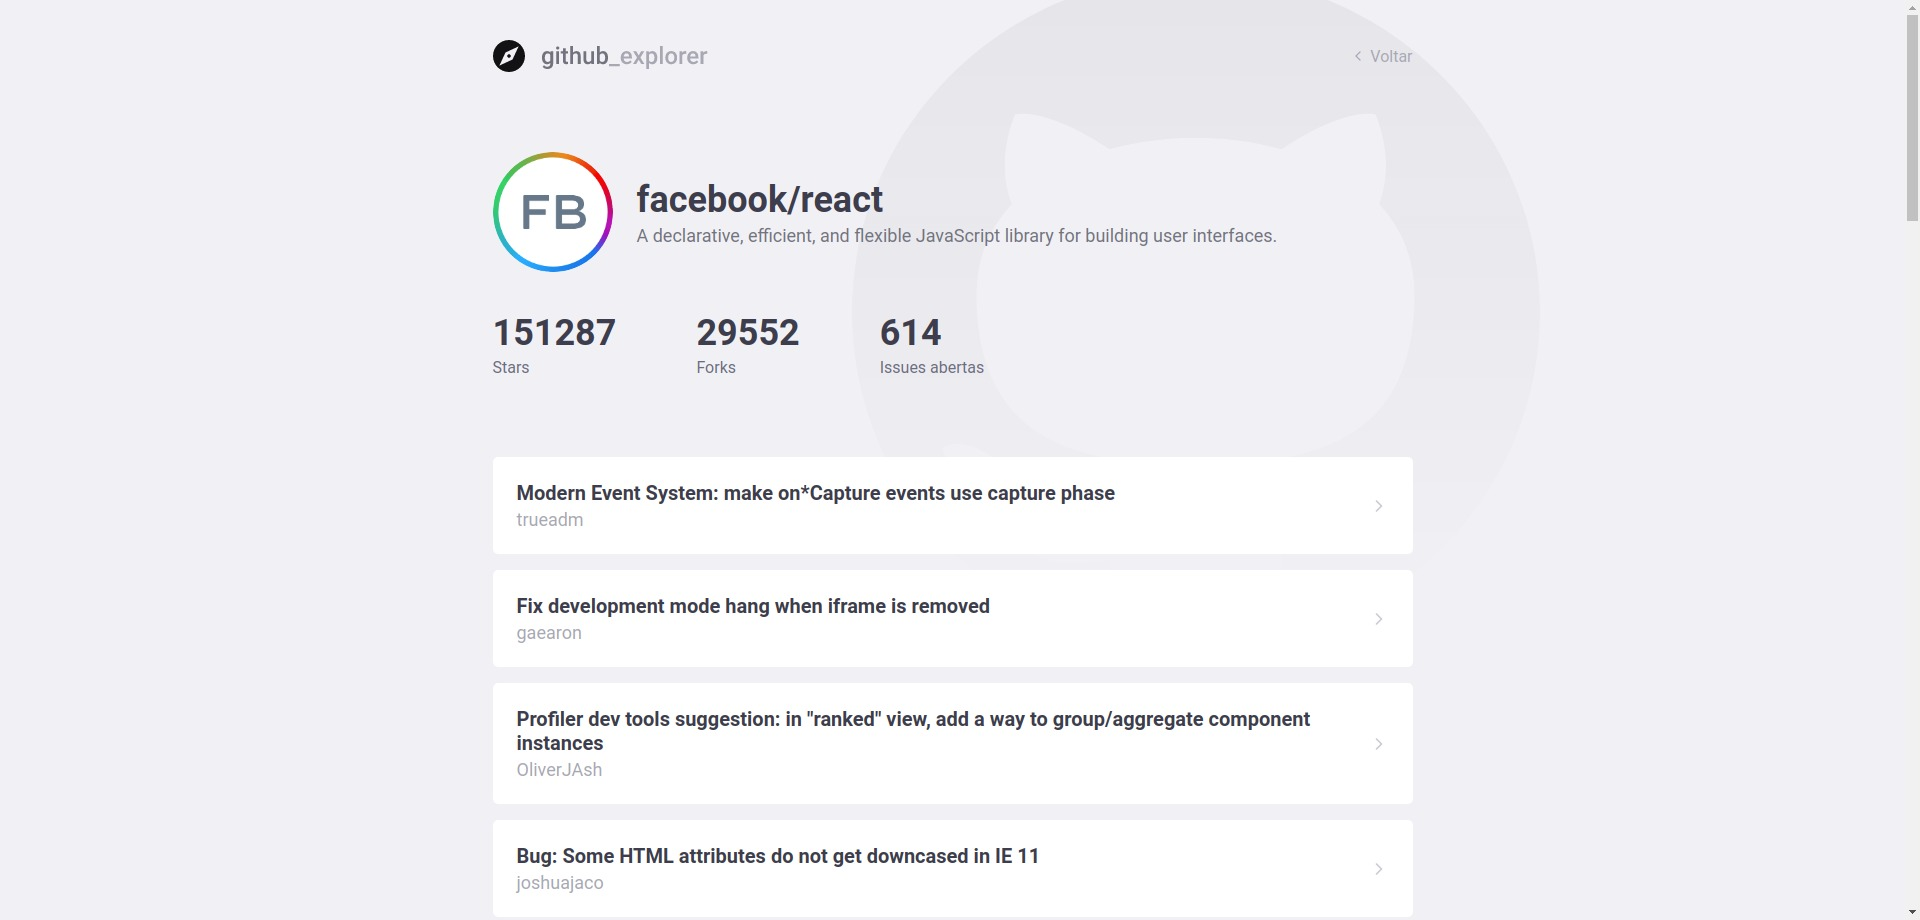 github_explorer
Voltar
FB
facebook/react
A declarative, efficient, and flexible JavaScript library for building user interfaces.
151287
Stars
29552
Forks
614
Issues abertas
Modern Event System: make on*Capture events use capture phase
trueadm
Fix development mode hang when iframe is removed
gaearon
Profiler dev tools suggestion: in "ranked" view, add a way to group/aggregate component
instances
OliverJAsh
Bug: Some HTML attributes do not get downcased in IE 11
joshuajaco